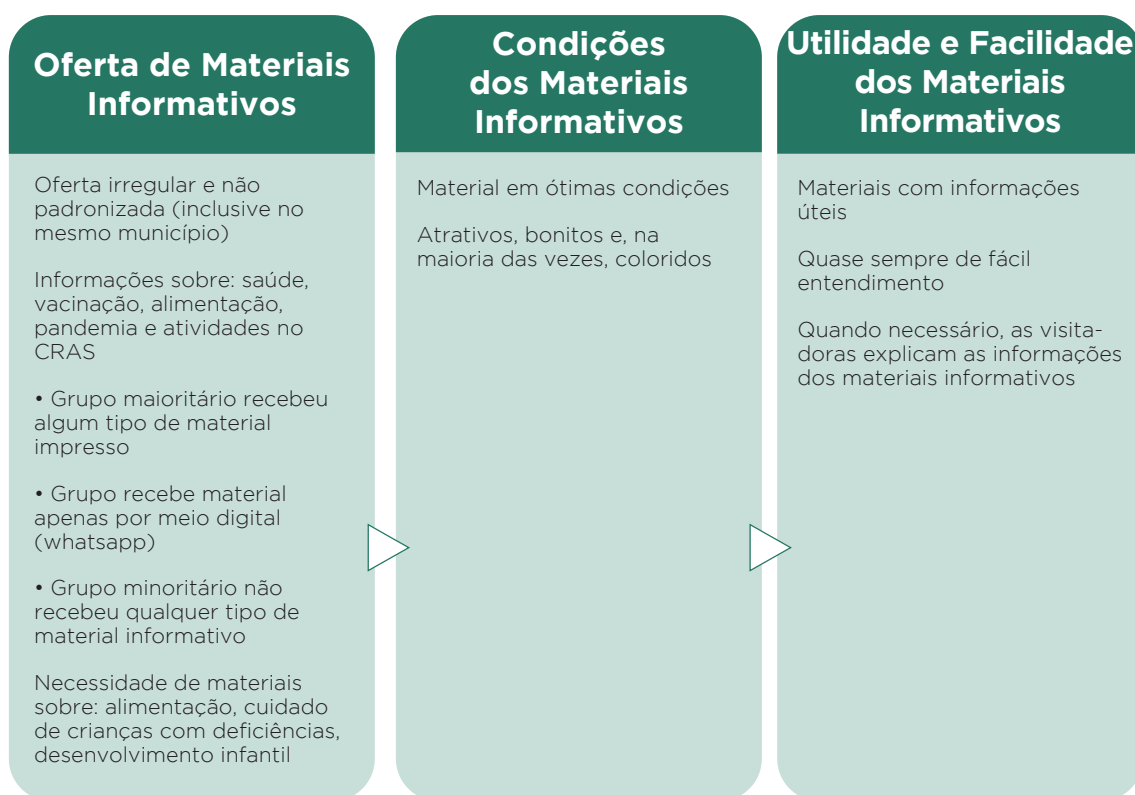 Oferta de Materiais
Informativos
Oferta irregular e não
padronizada (inclusive no
mesmo município)
Informações sobre: saúde,
vacinação, alimentação,
pandemia e atividades no
CRAS
• Grupo maioritário recebeu
algum tipo de material
impresso
• Grupo recebe material
apenas por meio digital
(whatsapp)
• Grupo minoritário não
recebeu qualquer tipo de
material informativo
Necessidade de materiais
sobre: alimentação, cuidado
de crianças com deficiências,
desenvolvimento infantil
Condições
dos Materiais
Informativos
Material em ótimas condições
Atrativos, bonitos e, na
maioria das vezes, coloridos
Utilidade e Facilidade
dos Materiais
Informativos
Materiais com informações
úteis
Quase sempre de fácil
entendimento
Quando necessário, as visita-
doras explicam as informações
dos materiais informativos